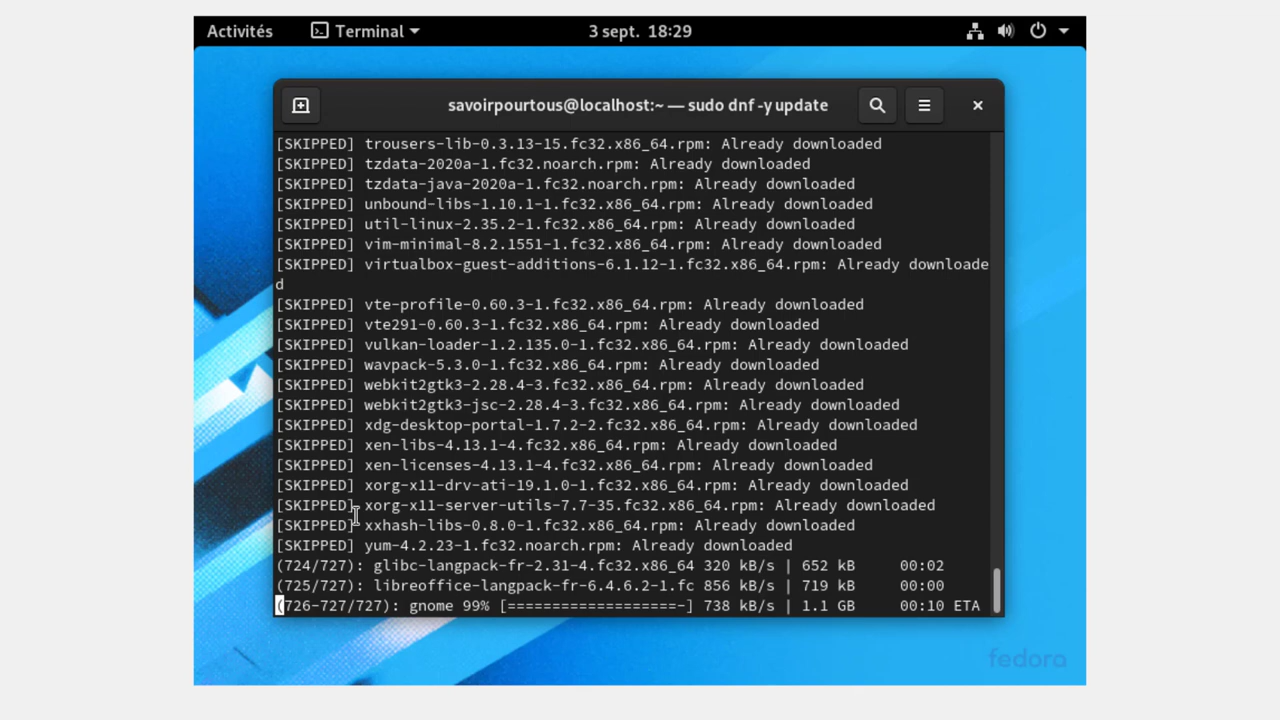 Activités Terminal 3 sept. 18:29
savoirpourtous@localhost:~ — sudo dnf -y update
[SKIPPED] trousers-lib-0.3.13-15.fc32.x86_64.rpm: Already downloaded
[SKIPPED] tzdata-2020a-1.fc32.noarch.rpm: Already downloaded
[SKIPPED] tzdata-java-2020a-1.fc32.noarch.rpm: Already downloaded
[SKIPPED] unbound-libs-1.10.1-1.fc32.x86_64.rpm: Already downloaded
[SKIPPED] util-linux-2.35.2-1.fc32.x86_64.rpm: Already downloaded
[SKIPPED] vim-minimal-8.2.1551-1.fc32.x86_64.rpm: Already downloaded
[SKIPPED] virtualbox-guest-additions-6.1.12-1.fc32.x86_64.rpm: Already downloade
d
[SKIPPED] vte-profile-0.60.3-1.fc32.x86_64.rpm: Already downloaded
[SKIPPED] vte291-0.60.3-1.fc32.x86_64.rpm: Already downloaded
[SKIPPED] vulkan-loader-1.2.135.0-1.fc32.x86_64.rpm: Already downloaded
[SKIPPED] wavpack-5.3.0-1.fc32.x86_64.rpm: Already downloaded
[SKIPPED] webkit2gtk3-2.28.4-3.fc32.x86_64.rpm: Already downloaded
[SKIPPED] webkit2gtk3-jsc-2.28.4-3.fc32.x86_64.rpm: Already downloaded
[SKIPPED] xdg-desktop-portal-1.7.2-2.fc32.x86_64.rpm: Already downloaded
[SKIPPED] xen-libs-4.13.1-4.fc32.x86_64.rpm: Already downloaded
[SKIPPED] xen-licenses-4.13.1-4.fc32.x86_64.rpm: Already downloaded
[SKIPPED] xorg-x11-drv-ati-19.1.0-1.fc32.x86_64.rpm: Already downloaded
[SKIPPED] xorg-x11-server-utils-7.7-35.fc32.x86_64.rpm: Already downloaded
[SKIPPED] xxhash-libs-0.8.0-1.fc32.x86_64.rpm: Already downloaded
[SKIPPED] yum-4.2.23-1.fc32.noarch.rpm: Already downloaded
(724/727): glibc-langpack-fr-2.31-4.fc32.x86_64 320 kB/s | 652 kB 00:02
(725/727): libreoffice-langpack-fr-6.4.6.2-1.fc 856 kB/s | 719 kB 00:00
(726-727/727): gnome 99% [===================-] 738 kB/s | 1.1 GB 00:10 ETA
fedora